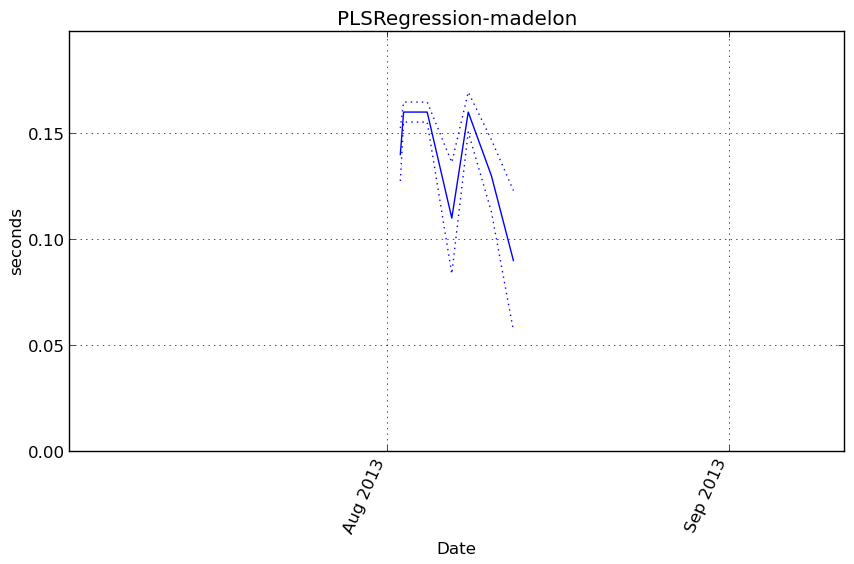 PLSRegression-madelon
seconds
0.15
0.10
0.05
0.00
Aug 2013
Sep 2013
Date